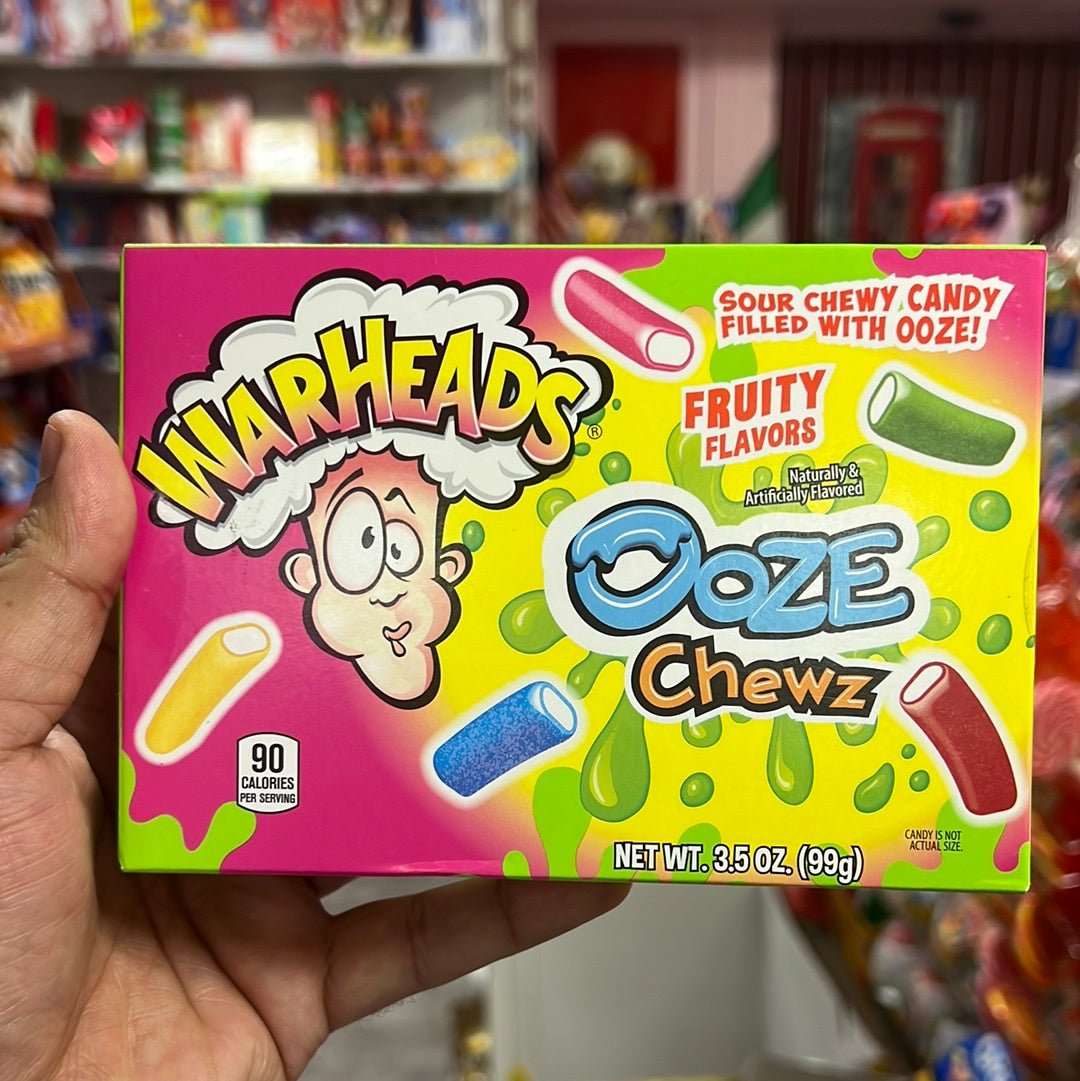 WARHEADS®
SOUR CHEWY CANDY
FILLED WITH OOZE!
FRUITY
FLAVORS
Naturally &
Artificially Flavored
OOZE
Chewz
90
CALORIES
PER SERVING
CANDY IS NOT
ACTUAL SIZE.
NET WT. 3.5 OZ. (99g)